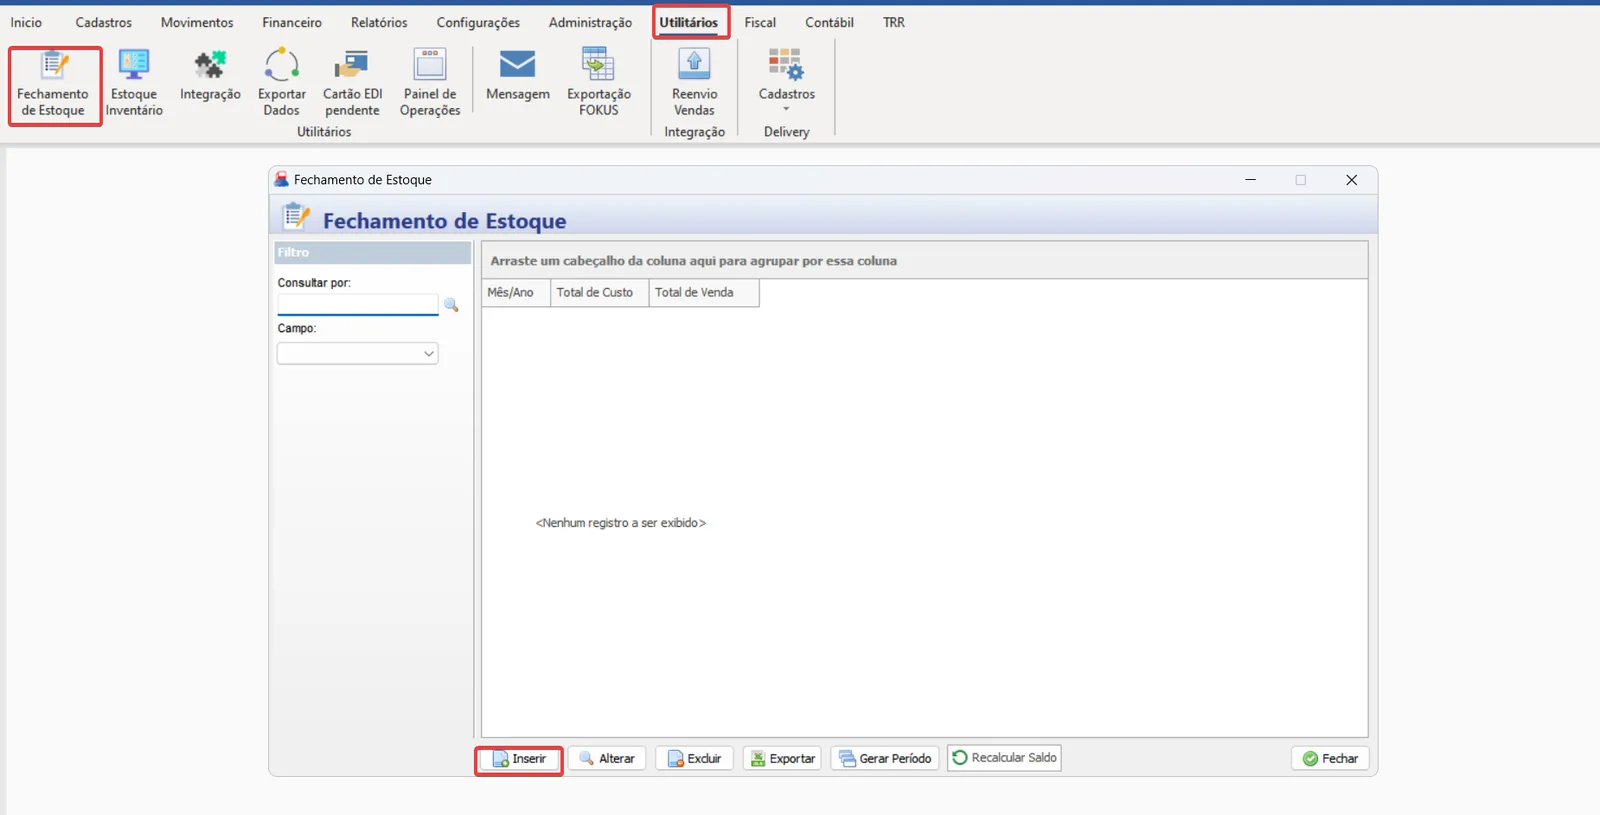 Inicio Cadastros Movimentos Financeiro Relatórios Configurações Administração Utilitários Fiscal Contábil TRR
Fechamento de Estoque
Estoque Inventário
Integração
Exportar Dados
Cartão EDI pendente
Painel de Operações
Mensagem
Exportação FOKUS
Reenvio Vendas
Cadastros
Utilitários
Integração
Delivery
Fechamento de Estoque
Fechamento de Estoque
Filtro
Consultar por:
Campo:
Arraste um cabeçalho da coluna aqui para agrupar por essa coluna
Mês/Ano Total de Custo Total de Venda
<Nenhum registro a ser exibido>
Inserir Alterar Excluir Exportar Gerar Período Recalcular Saldo Fechar